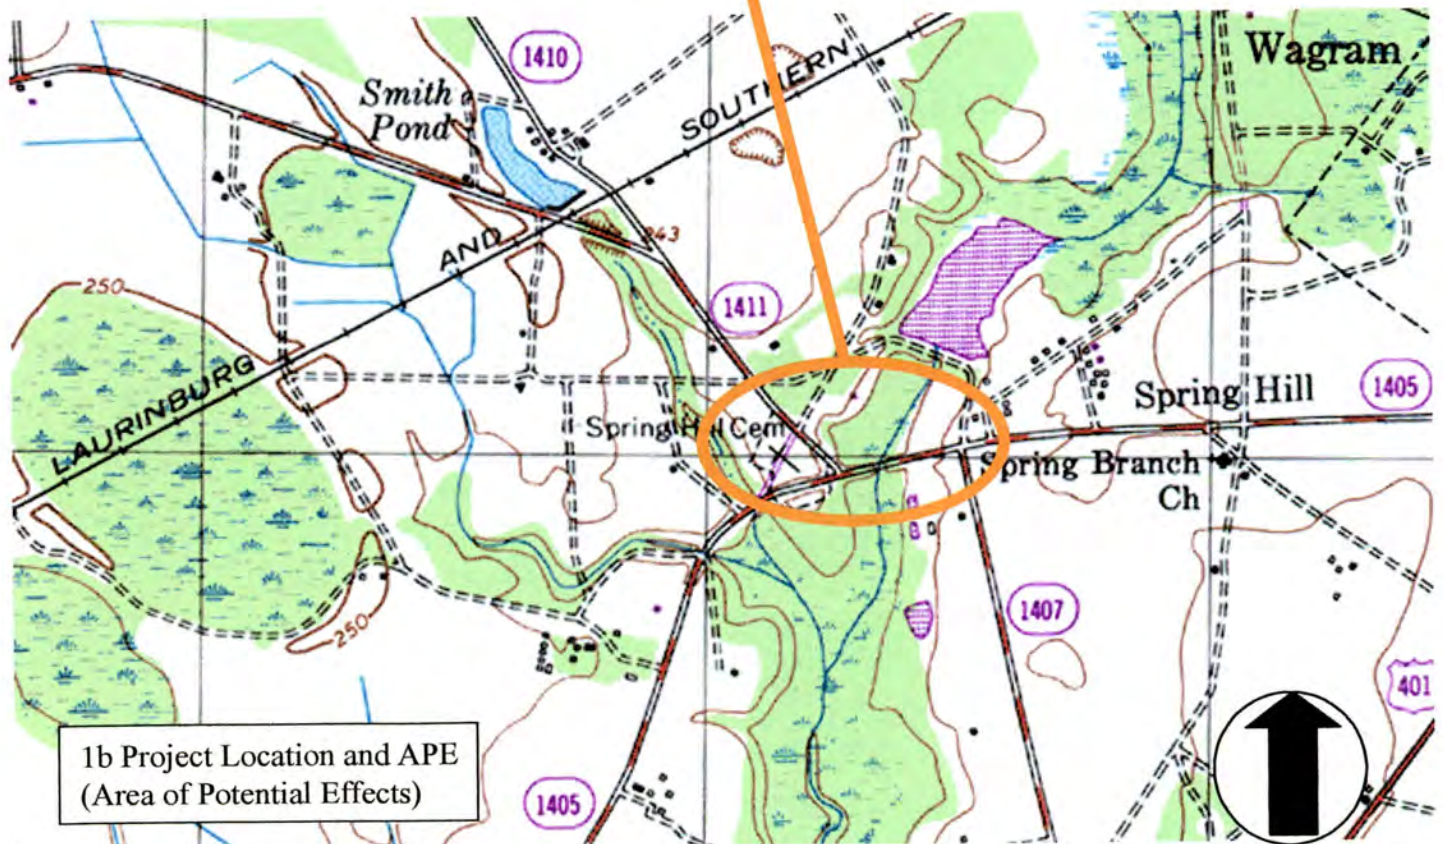 1410
Wagram
Smith
Pond
SOUTHERN
AND
243
250
1411
LAURINBURG
Spring Hill
1405
Spring Hill Cem
Spring Branch
Ch
1407
250
401
1b Project Location and APE
(Area of Potential Effects)
1405